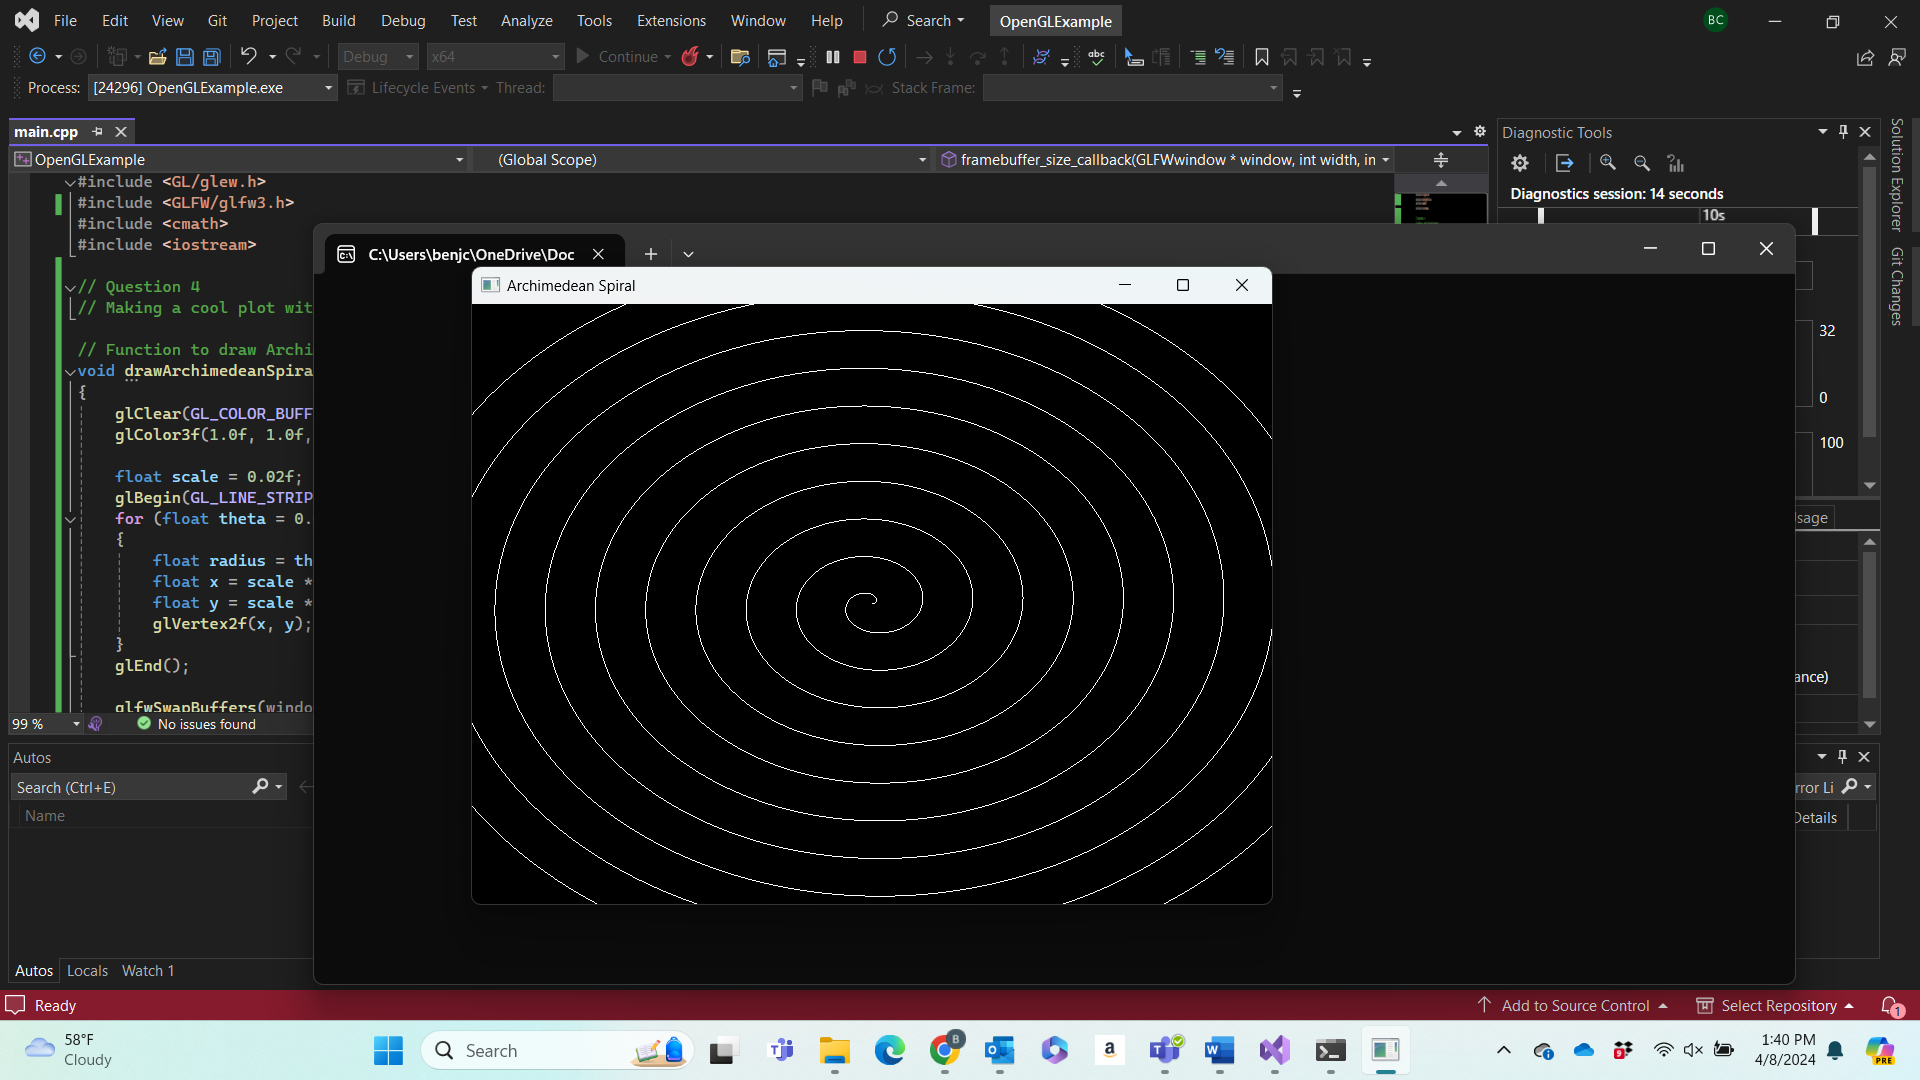 File Edit View Git Project Build Debug Test Analyze Tools Extensions Window Help Search OpenGLExample BC
Debug x64 Continue abc
Process: [24296] OpenGLExample.exe Lifecycle Events Thread: Stack Frame:
main.cpp
OpenGLExample (Global Scope) framebuffer_size_callback(GLFWwindow * window, int width, in
#include <GL/glew.h>
#include <GLFW/glfw3.h>
#include <cmath>
#include <iostream>
// Question 4
// Making a cool plot wit
// Function to draw Archi
void drawArchimedeanSpira
{
glClear(GL_COLOR_BUFF
glColor3f(1.0f, 1.0f,
float scale = 0.02f;
glBegin(GL_LINE_STRIP
for (float theta = 0.
{
float radius = th
float x = scale *
float y = scale *
glVertex2f(x, y);
}
glEnd();
glfwSwapBuffers(windo
99 % No issues found
Autos
Search (Ctrl+E)
Name
Autos Locals Watch 1
C:\Users\benjc\OneDrive\Doc
Archimedean Spiral
Diagnostic Tools
Diagnostics session: 14 seconds
10s
32
0
100
sage
ance)
rror Li
Details
Solution Explorer
Git Changes
Ready Add to Source Control Select Repository 1
58°F
Cloudy
Search
B
a
9
PRE
1:40 PM
4/8/2024